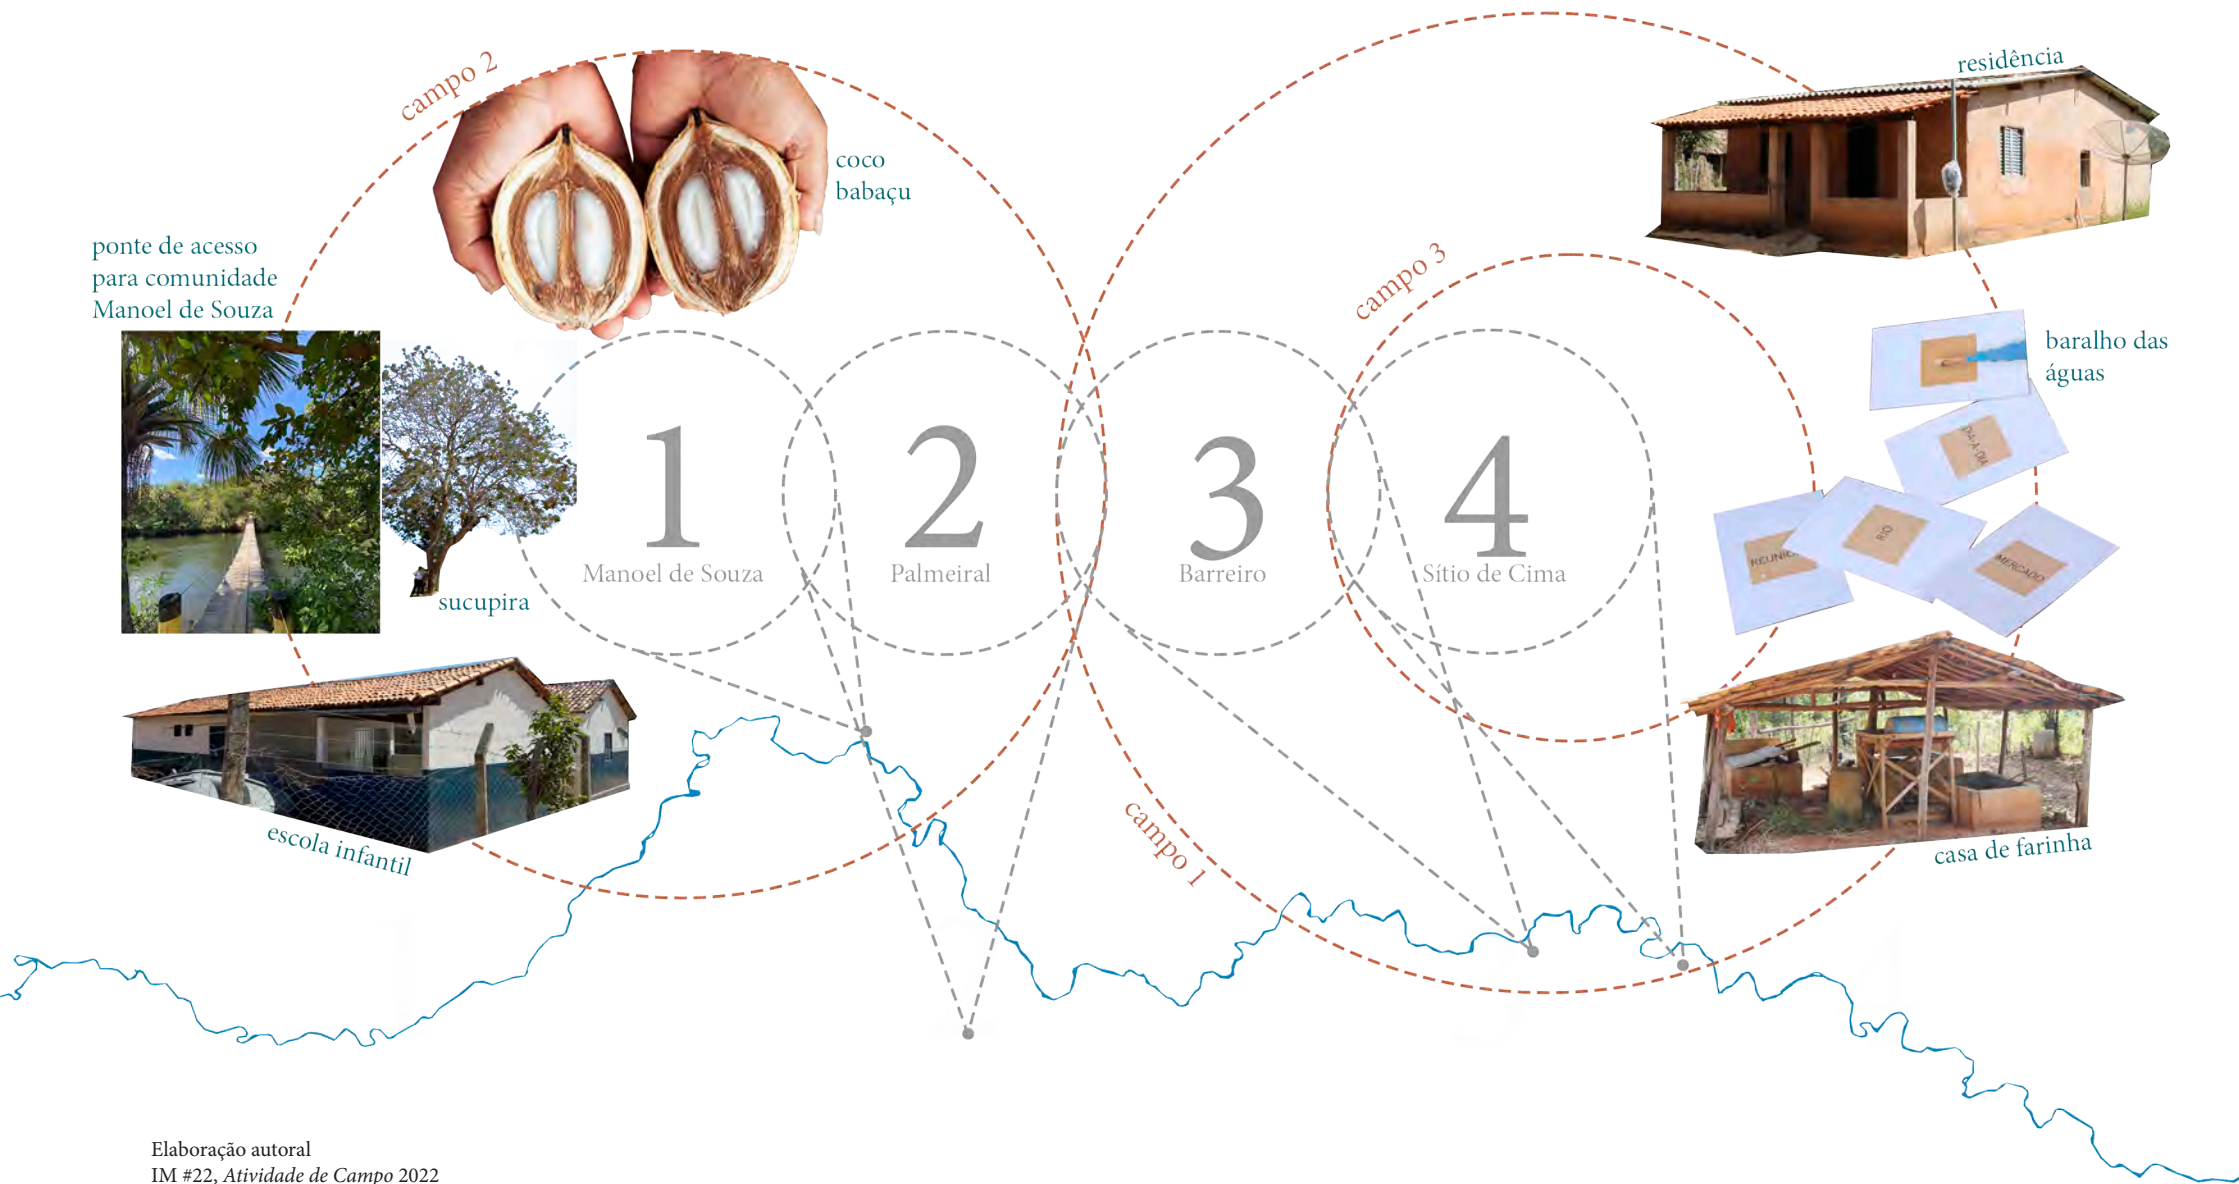 campo 2
residência
coco
babaçu
ponte de acesso
para comunidade
Manoel de Souza
campo 3
baralho das
águas
DIA-A-DIA
REUNIÃO
RIO
MERCADO
1
2
3
4
Manoel de Souza
Palmeiral
Barreiro
Sítio de Cima
sucupira
campo 1
escola infantil
casa de farinha
Elaboração autoral
IM #22, Atividade de Campo 2022